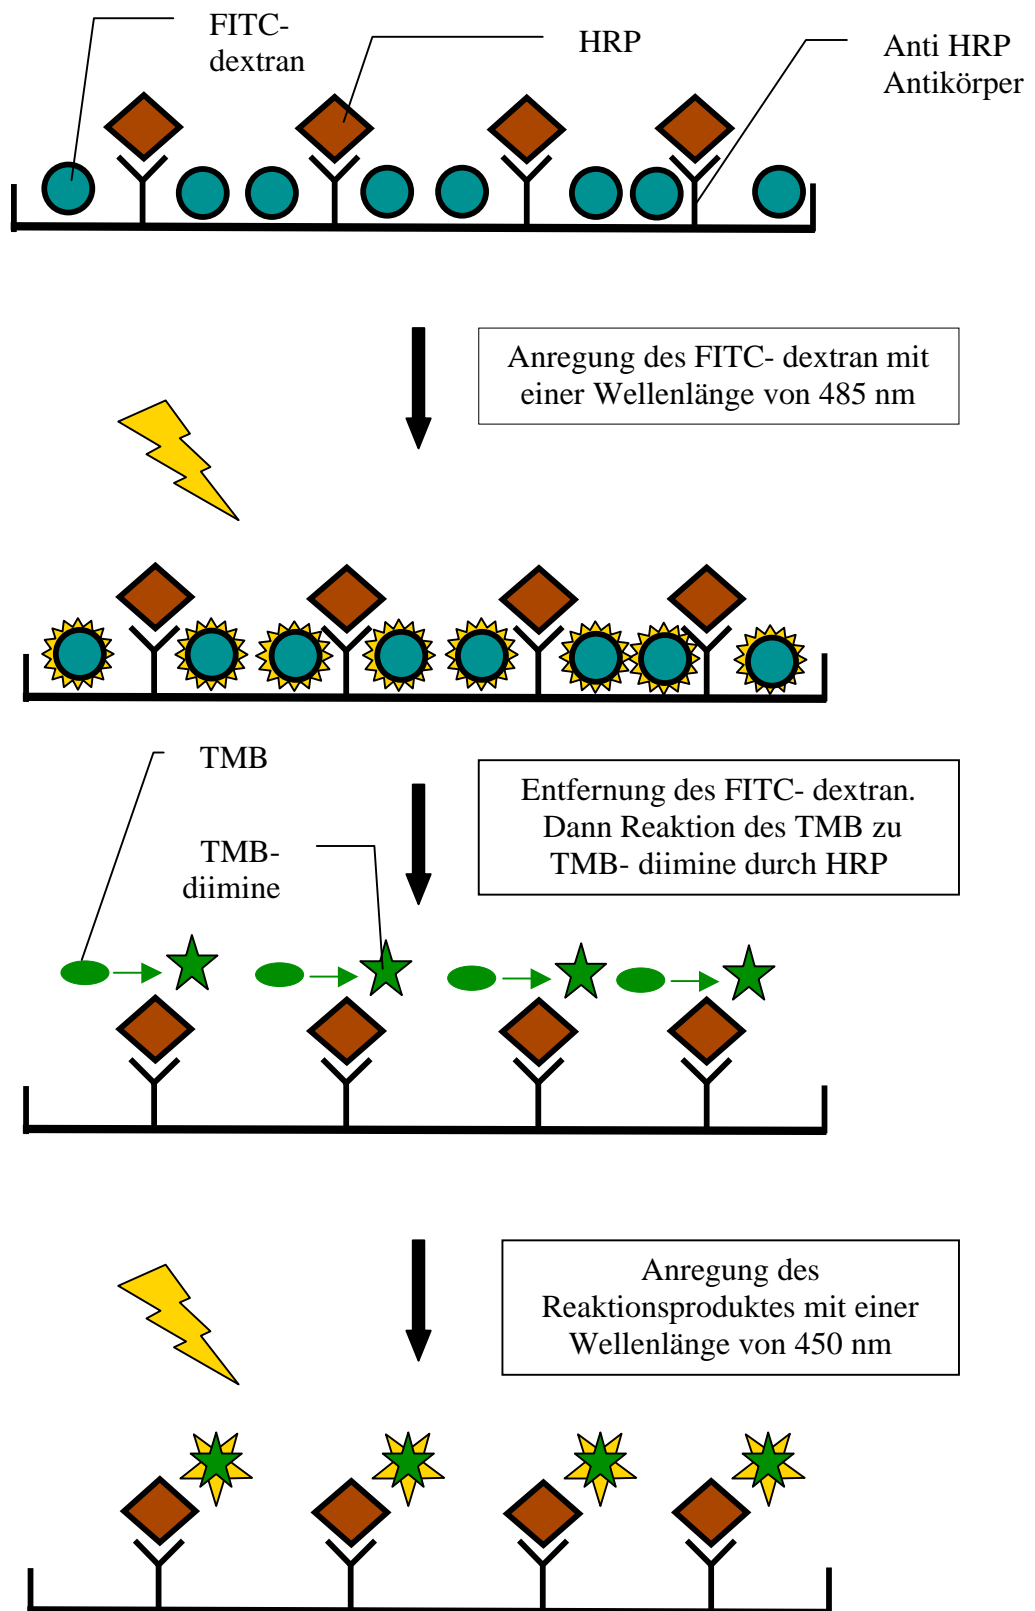 FITC-
dextran
HRP
Anti HRP
Antikörper
Anregung des FITC- dextran mit
einer Wellenlänge von 485 nm
TMB
TMB-
diimine
Entfernung des FITC- dextran.
Dann Reaktion des TMB zu
TMB- diimine durch HRP
Anregung des
Reaktionsproduktes mit einer
Wellenlänge von 450 nm